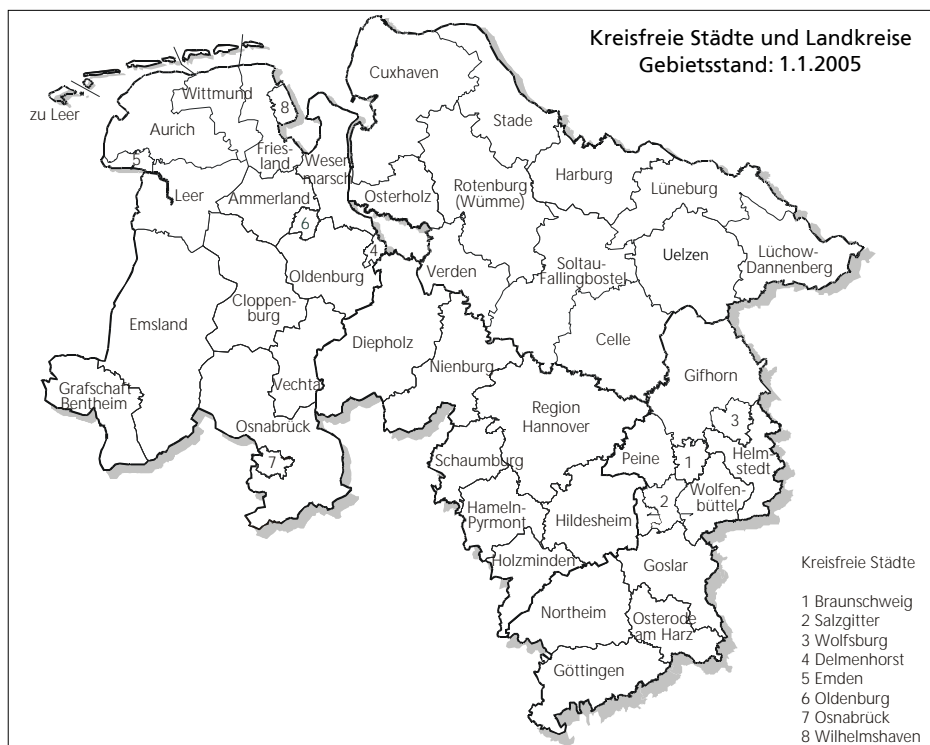 Kreisfreie Städte und Landkreise
Gebietsstand: 1.1.2005
Cuxhaven
Wittmund
8
zu Leer
Aurich
Stade
5
Fries-
land
Weser
marsch
Harburg
Lüneburg
Leer
Ammerland
Osterholz
Rotenburg
(Wümme)
6
4
Oldenburg
Verden
Soltau-
Fallingbostel
Uelzen
Lüchow-
Dannenberg
Cloppen-
burg
Emsland
Diepholz
Celle
Nienburg
Gifhorn
Grafschaft
Bentheim
Vechta
Region
Hannover
3
Osnabrück
7
Schaumburg
Peine
1
Helm-
stedt
2
Wolfen-
büttel
Hameln-
Pyrmont
Hildesheim
Holzminden
Goslar
Northeim
Osterode
am Harz
Göttingen
Kreisfreie Städte
1 Braunschweig
2 Salzgitter
3 Wolfsburg
4 Delmenhorst
5 Emden
6 Oldenburg
7 Osnabrück
8 Wilhelmshaven